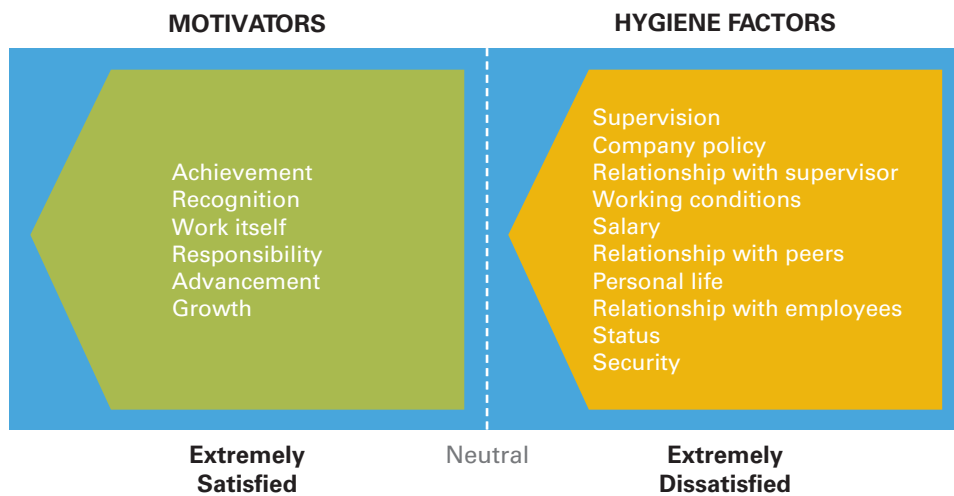 MOTIVATORS
HYGIENE FACTORS
Achievement
Recognition
Work itself
Responsibility
Advancement
Growth
Supervision
Company policy
Relationship with supervisor
Working conditions
Salary
Relationship with peers
Personal life
Relationship with employees
Status
Security
Extremely
Satisfied
Neutral
Extremely
Dissatisfied